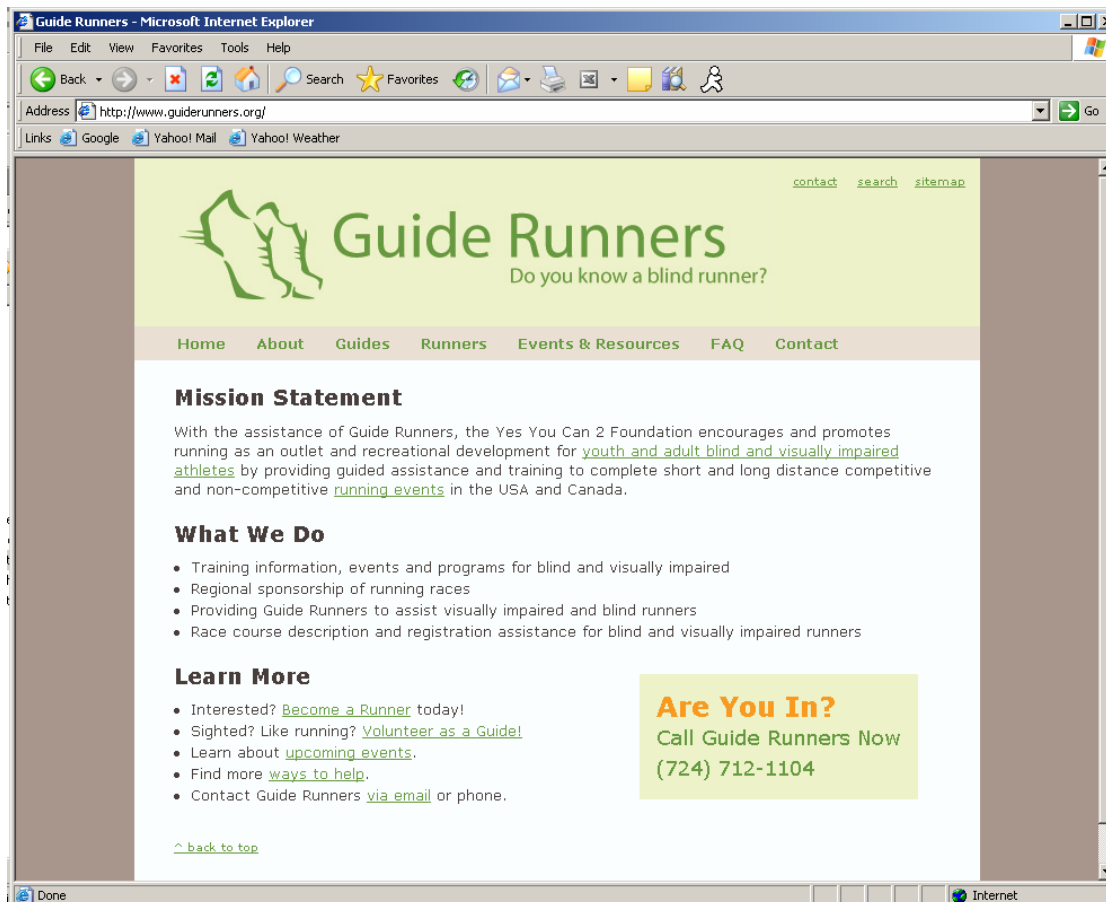 Guide Runners - Microsoft Internet Explorer
File Edit View Favorites Tools Help
Back Search Favorites
Address http://www.guiderunners.org/ Go
Links Google Yahoo! Mail Yahoo! Weather
contact search sitemap
Guide Runners
Do you know a blind runner?
Home About Guides Runners Events & Resources FAQ Contact
Mission Statement
With the assistance of Guide Runners, the Yes You Can 2 Foundation encourages and promotes
running as an outlet and recreational development for youth and adult blind and visually impaired
athletes by providing guided assistance and training to complete short and long distance competitive
and non-competitive running events in the USA and Canada.
What We Do
• Training information, events and programs for blind and visually impaired
• Regional sponsorship of running races
• Providing Guide Runners to assist visually impaired and blind runners
• Race course description and registration assistance for blind and visually impaired runners
Learn More
• Interested? Become a Runner today!
• Sighted? Like running? Volunteer as a Guide!
• Learn about upcoming events.
• Find more ways to help.
• Contact Guide Runners via email or phone.
Are You In?
Call Guide Runners Now
(724) 712-1104
^ back to top
Done Internet